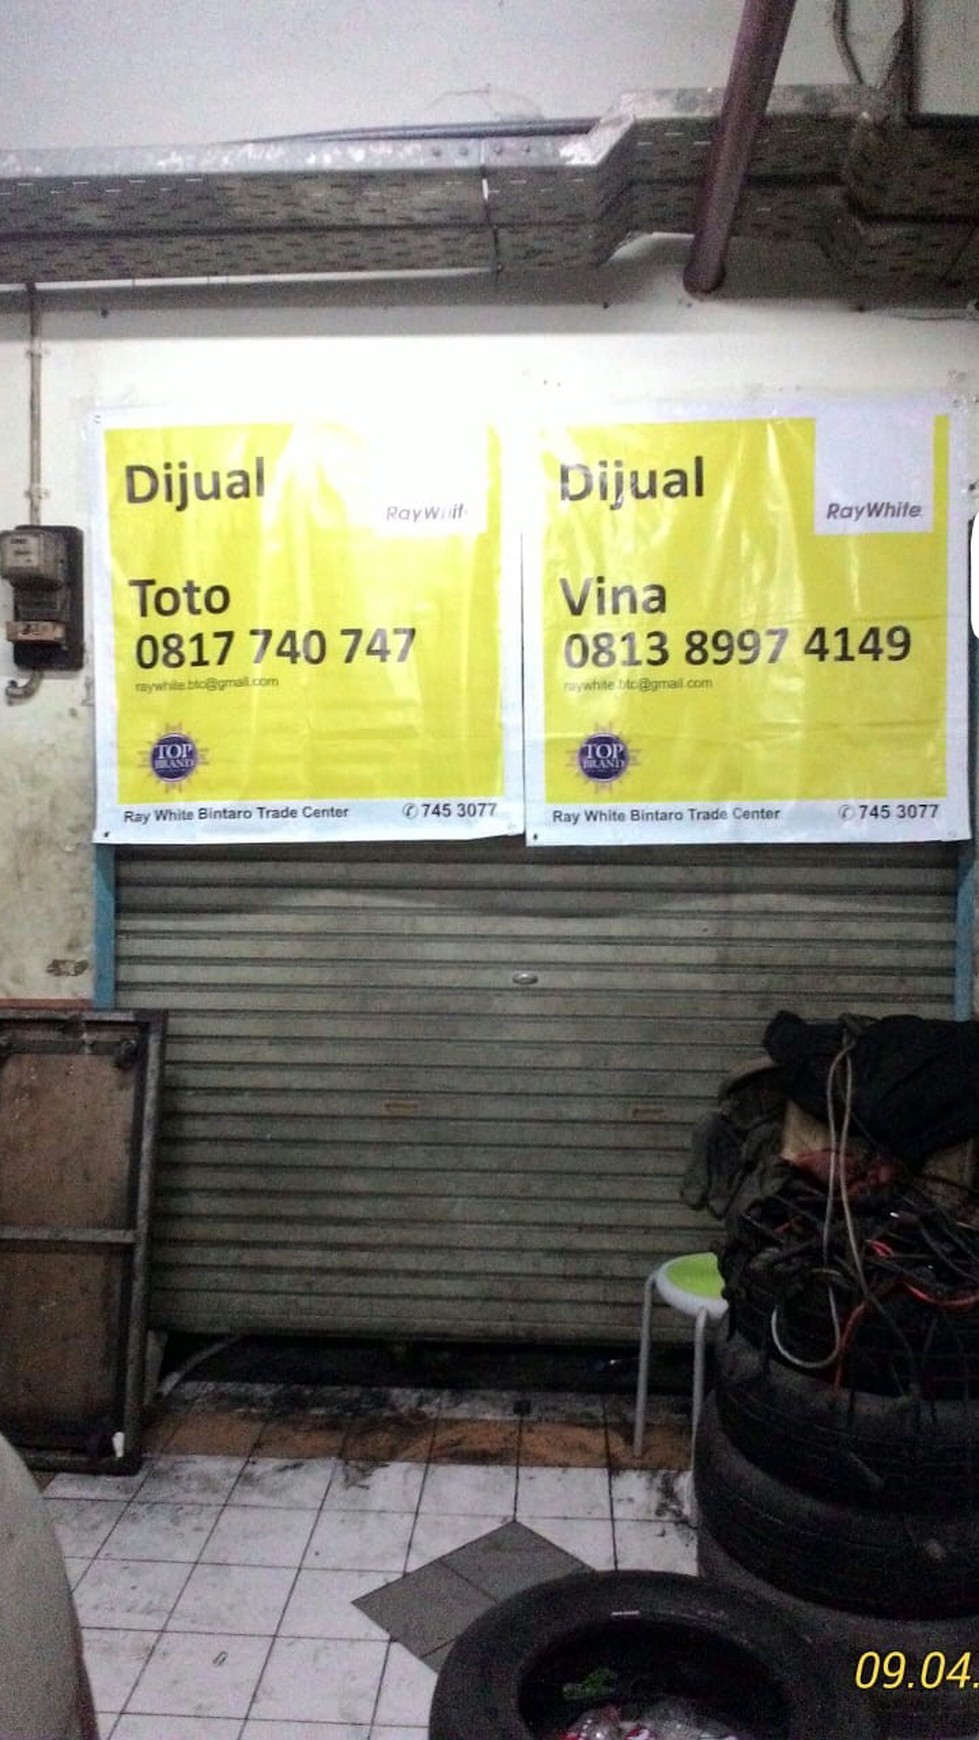 Dijual
RayWhite
Toto
0817 740 747
raywhite.btc@gmail.com
TOP
BRAND
Ray White Bintaro Trade Center
✆ 745 3077
Dijual
RayWhite
Vina
0813 8997 4149
raywhite.btc@gmail.com
TOP
BRAND
Ray White Bintaro Trade Center
✆ 745 3077
09.04.